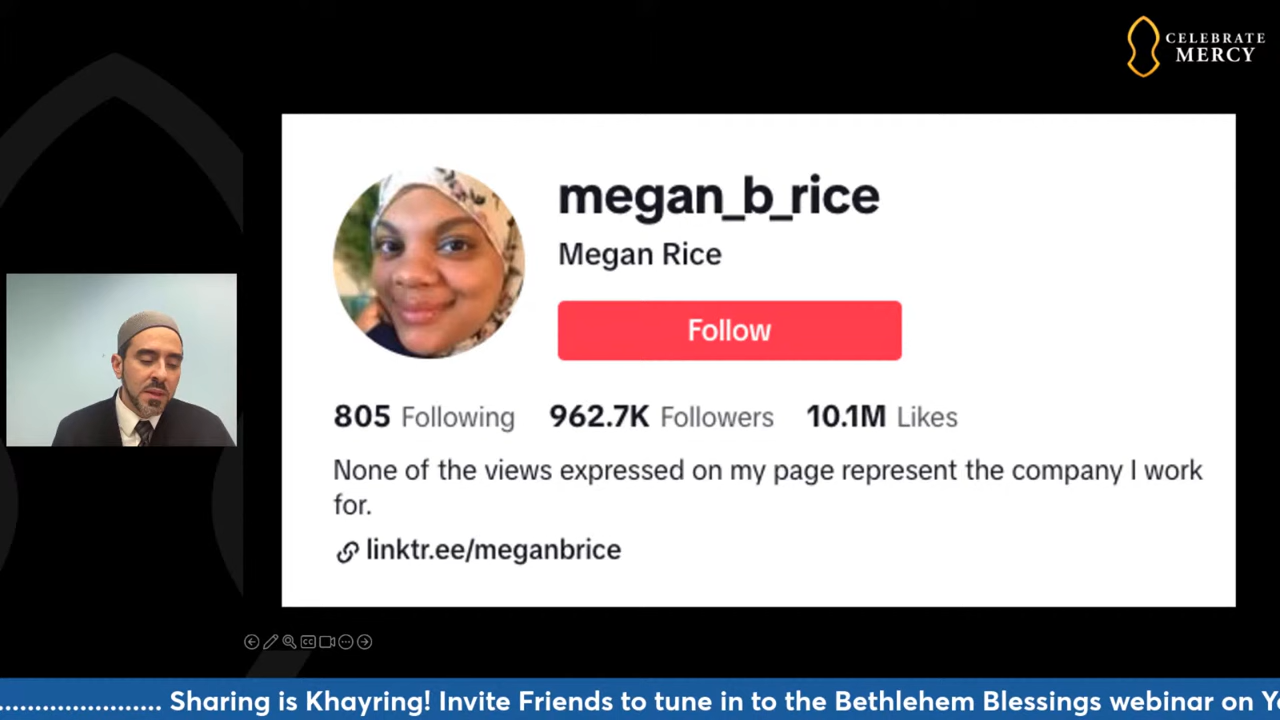 CELEBRATE
MERCY
megan_b_rice
Megan Rice
Follow
805 Following 962.7K Followers 10.1M Likes
None of the views expressed on my page represent the company I work
for.
linktr.ee/meganbrice
CC
...................... Sharing is Khayring! Invite Friends to tune in to the Bethlehem Blessings webinar on Y